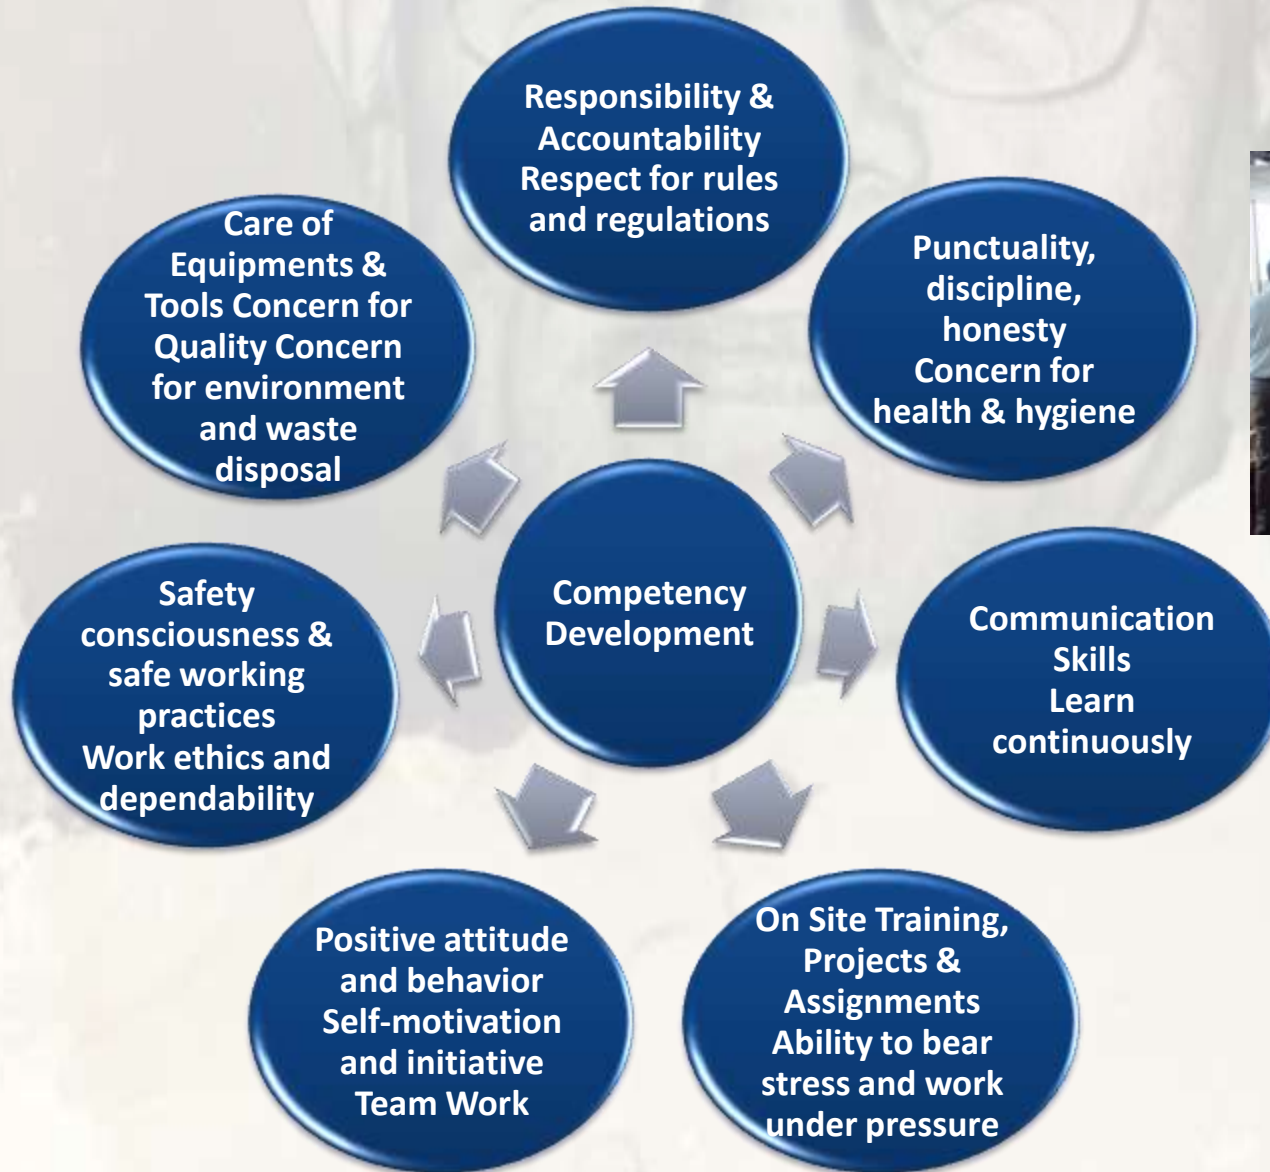 Responsibility &
Accountability
Respect for rules
and regulations
Punctuality,
discipline,
honesty
Concern for
health & hygiene
Communication
Skills
Learn
continuously
On Site Training,
Projects &
Assignments
Ability to bear
stress and work
under pressure
Positive attitude
and behavior
Self-motivation
and initiative
Team Work
Safety
consciousness &
safe working
practices
Work ethics and
dependability
Care of
Equipments &
Tools Concern for
Quality Concern
for environment
and waste
disposal
Competency
Development